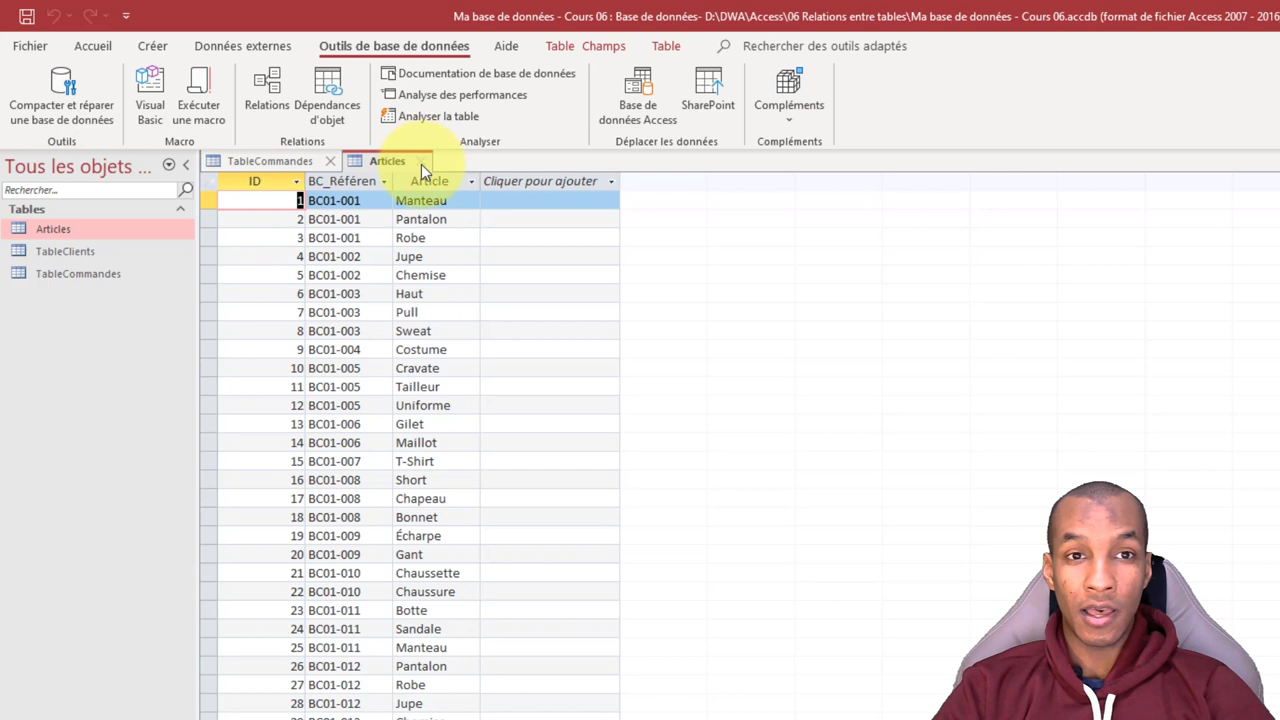 Ma base de données - Cours 06 : Base de données- D:\DWA\Access\06 Relations entre tables\Ma base de données - Cours 06.accdb (format de fichier Access 2007 - 2016
Fichier Accueil Créer Données externes Outils de base de données Aide Table Champs Table Rechercher des outils adaptés
Compacter et réparer une base de données
Outils
Visual Basic
Exécuter une macro
Macro
Relations
Dépendances d'objet
Relations
Documentation de base de données
Analyse des performances
Analyser la table
Analyser
Base de données Access
SharePoint
Déplacer les données
Compléments
Compléments
Tous les objets ...
Rechercher...
Tables
Articles
TableClients
TableCommandes
TableCommandes Articles
ID BC_Référen Article Cliquer pour ajouter
1 BC01-001 Manteau
2 BC01-001 Pantalon
3 BC01-001 Robe
4 BC01-002 Jupe
5 BC01-002 Chemise
6 BC01-003 Haut
7 BC01-003 Pull
8 BC01-003 Sweat
9 BC01-004 Costume
10 BC01-005 Cravate
11 BC01-005 Tailleur
12 BC01-005 Uniforme
13 BC01-006 Gilet
14 BC01-006 Maillot
15 BC01-007 T-Shirt
16 BC01-008 Short
17 BC01-008 Chapeau
18 BC01-008 Bonnet
19 BC01-009 Écharpe
20 BC01-009 Gant
21 BC01-010 Chaussette
22 BC01-010 Chaussure
23 BC01-011 Botte
24 BC01-011 Sandale
25 BC01-011 Manteau
26 BC01-012 Pantalon
27 BC01-012 Robe
28 BC01-012 Jupe